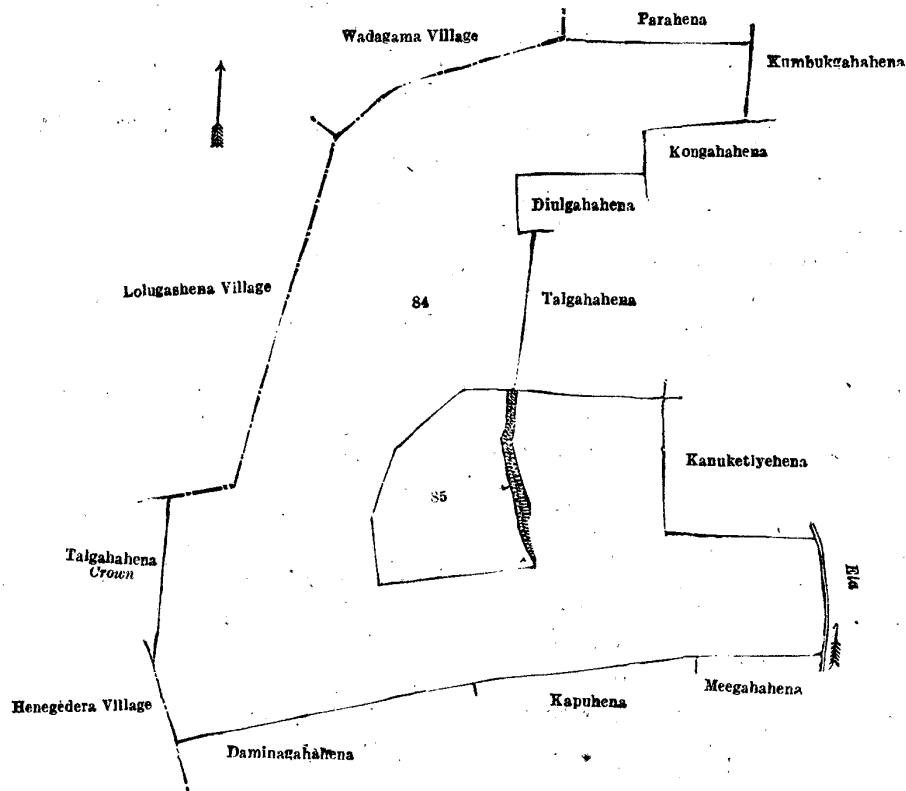 Wadagama Village
Parahena
Kumbukgahahena
Kongahahena
Diulgahahena
Lolugashena Village
84
Talgahahena
Kanuketiyehena
85
Talgahahena
Crown
Ela
Henegedera Village
Kapuhena
Meegahahena
Daminagahahena